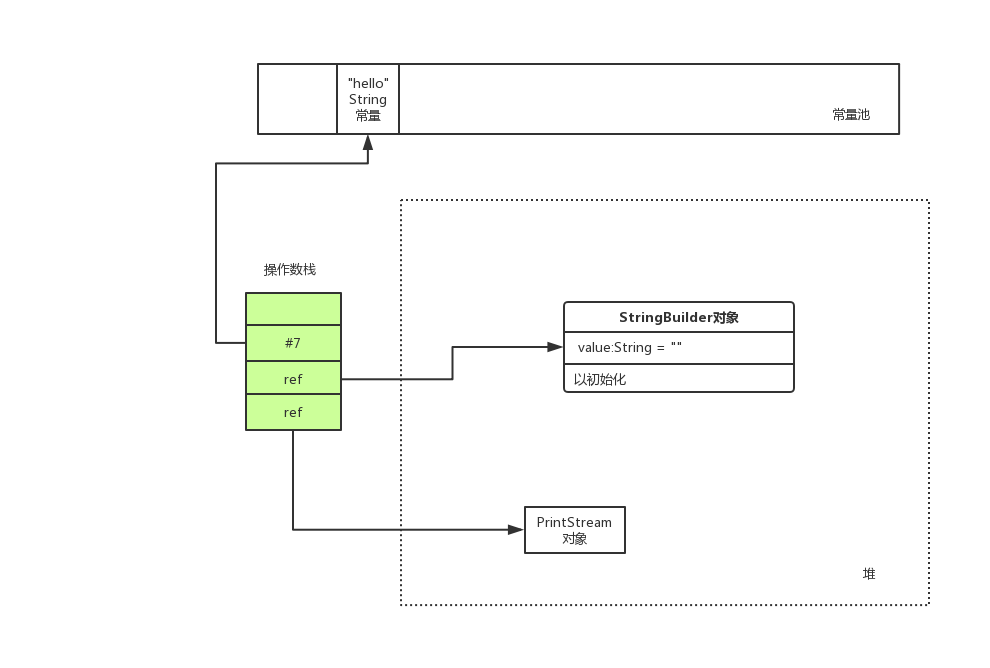 "hello"
String
常量
常量池
操作数栈
#7
ref
ref
StringBuilder对象
value:String = ""
以初始化
PrintStream
对象
堆